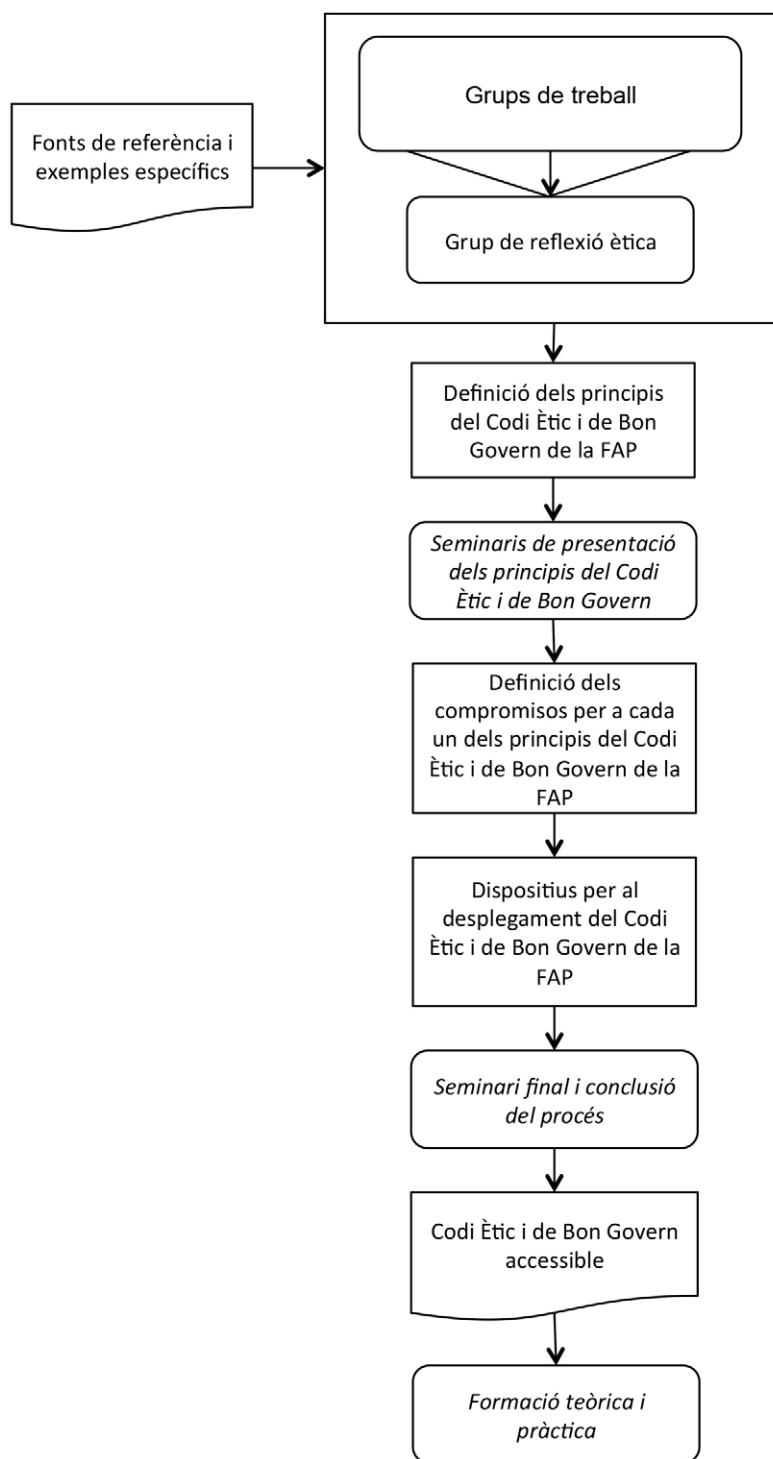 Grups de treball
Fonts de referència i
exemples específics
Grup de reflexió ètica
Definició dels principis
del Codi Ètic i de Bon
Govern de la FAP
Seminaris de presentació
dels principis del Codi
Ètic i de Bon Govern
Definició dels
compromisos per a cada
un dels principis del Codi
Ètic i de Bon Govern de la
FAP
Dispositius per al
desplegament del Codi
Ètic i de Bon Govern de la
FAP
Seminari final i conclusió
del procés
Codi Ètic i de Bon Govern
accessible
Formació teòrica i
pràctica